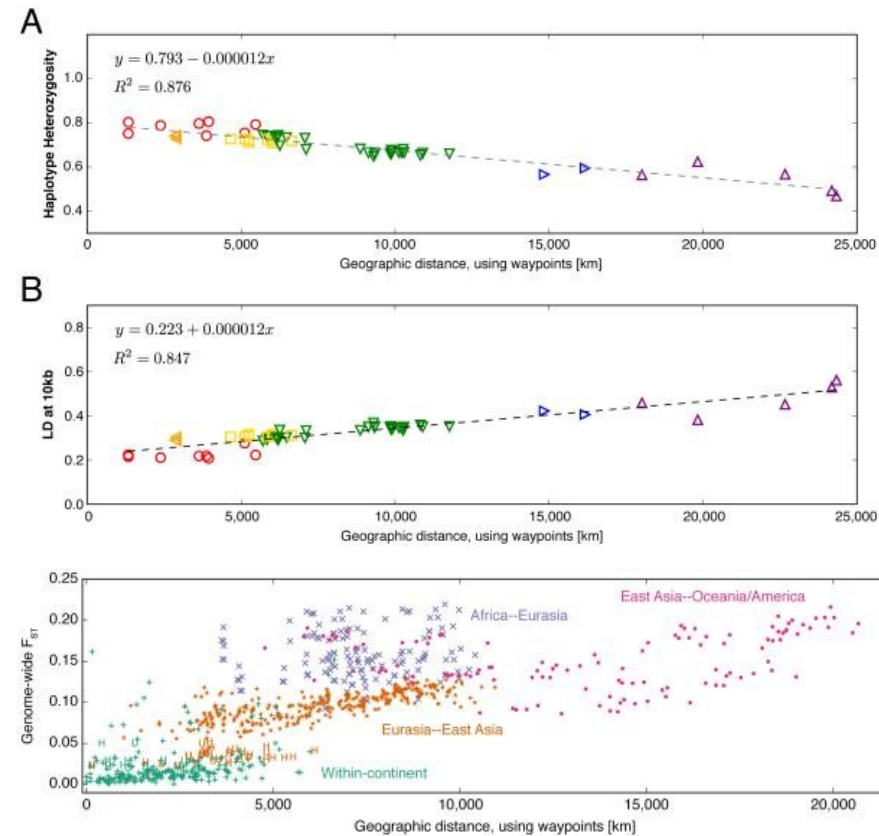 A
y = 0.793 − 0.000012x
R² = 0.876
Haplotype Heterozygosity
1.0
0.8
0.6
0.4
0
5,000
10,000
15,000
20,000
25,000
Geographic distance, using waypoints [km]
B
y = 0.223 + 0.000012x
R² = 0.847
LD at 10kb
0.8
0.6
0.4
0.2
0.0
0
5,000
10,000
15,000
20,000
25,000
Geographic distance, using waypoints [km]
Genome-wide F_ST
0.25
0.20
0.15
0.10
0.05
0.00
Africa--Eurasia
East Asia--Oceania/America
Eurasia--East Asia
Within-continent
0
5,000
10,000
15,000
20,000
Geographic distance, using waypoints [km]